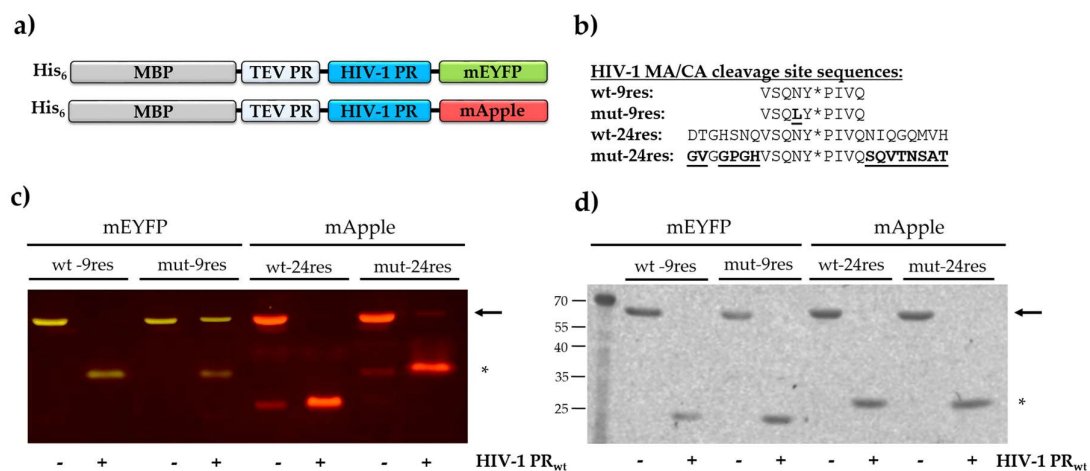 a)
His6 MBP TEV PR HIV-1 PR mEYFP
His6 MBP TEV PR HIV-1 PR mApple
b)
HIV-1 MA/CA cleavage site sequences:
wt-9res: VSQNY*PIVQ
mut-9res: VSQLY*PIVQ
wt-24res: DTGHSNQVSQNY*PIVQNIQGQMVH
mut-24res: GVGGPGHVSQNY*PIVQSQVTNSAT
c)
mEYFP mApple
wt -9res mut-9res wt-24res mut-24res
*
- + - + - + - + HIV-1 PRwt
d)
mEYFP mApple
wt -9res mut-9res wt-24res mut-24res
70
55
40
35
25
*
- + - + - + - + HIV-1 PRwt